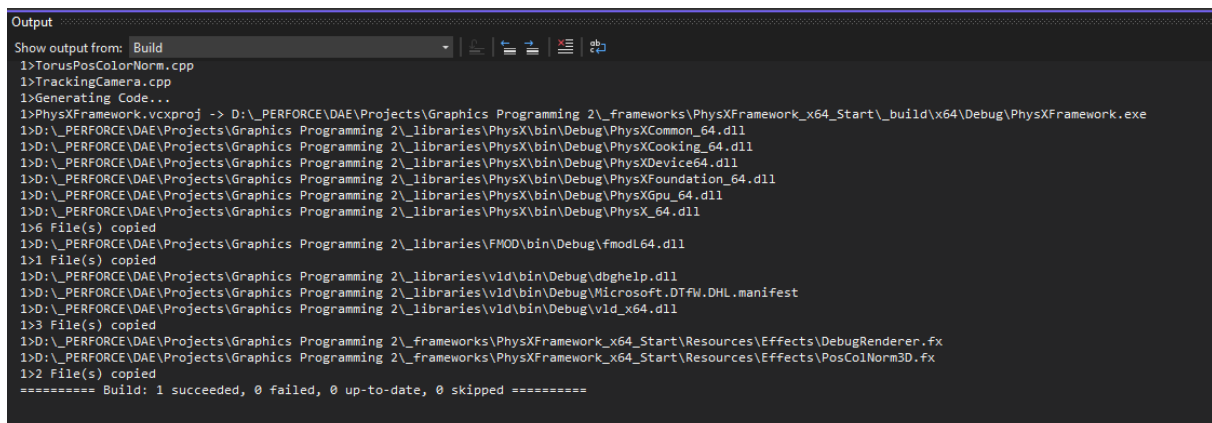 Output
Show output from: Build
1>TorusPosColorNorm.cpp
1>TrackingCamera.cpp
1>Generating Code...
1>PhysXFramework.vcxproj -> D:\_PERFORCE\DAE\Projects\Graphics Programming 2\_frameworks\PhysXFramework_x64_Start\_build\x64\Debug\PhysXFramework.exe
1>D:\_PERFORCE\DAE\Projects\Graphics Programming 2\_libraries\PhysX\bin\Debug\PhysXCommon_64.dll
1>D:\_PERFORCE\DAE\Projects\Graphics Programming 2\_libraries\PhysX\bin\Debug\PhysXCooking_64.dll
1>D:\_PERFORCE\DAE\Projects\Graphics Programming 2\_libraries\PhysX\bin\Debug\PhysXDevice64.dll
1>D:\_PERFORCE\DAE\Projects\Graphics Programming 2\_libraries\PhysX\bin\Debug\PhysXFoundation_64.dll
1>D:\_PERFORCE\DAE\Projects\Graphics Programming 2\_libraries\PhysX\bin\Debug\PhysXGpu_64.dll
1>D:\_PERFORCE\DAE\Projects\Graphics Programming 2\_libraries\PhysX\bin\Debug\PhysX_64.dll
1>6 File(s) copied
1>D:\_PERFORCE\DAE\Projects\Graphics Programming 2\_libraries\FMOD\bin\Debug\fmodL64.dll
1>1 File(s) copied
1>D:\_PERFORCE\DAE\Projects\Graphics Programming 2\_libraries\vld\bin\Debug\dbghelp.dll
1>D:\_PERFORCE\DAE\Projects\Graphics Programming 2\_libraries\vld\bin\Debug\Microsoft.DTfW.DHL.manifest
1>D:\_PERFORCE\DAE\Projects\Graphics Programming 2\_libraries\vld\bin\Debug\vld_x64.dll
1>3 File(s) copied
1>D:\_PERFORCE\DAE\Projects\Graphics Programming 2\_frameworks\PhysXFramework_x64_Start\Resources\Effects\DebugRenderer.fx
1>D:\_PERFORCE\DAE\Projects\Graphics Programming 2\_frameworks\PhysXFramework_x64_Start\Resources\Effects\PosColNorm3D.fx
1>2 File(s) copied
========== Build: 1 succeeded, 0 failed, 0 up-to-date, 0 skipped ==========